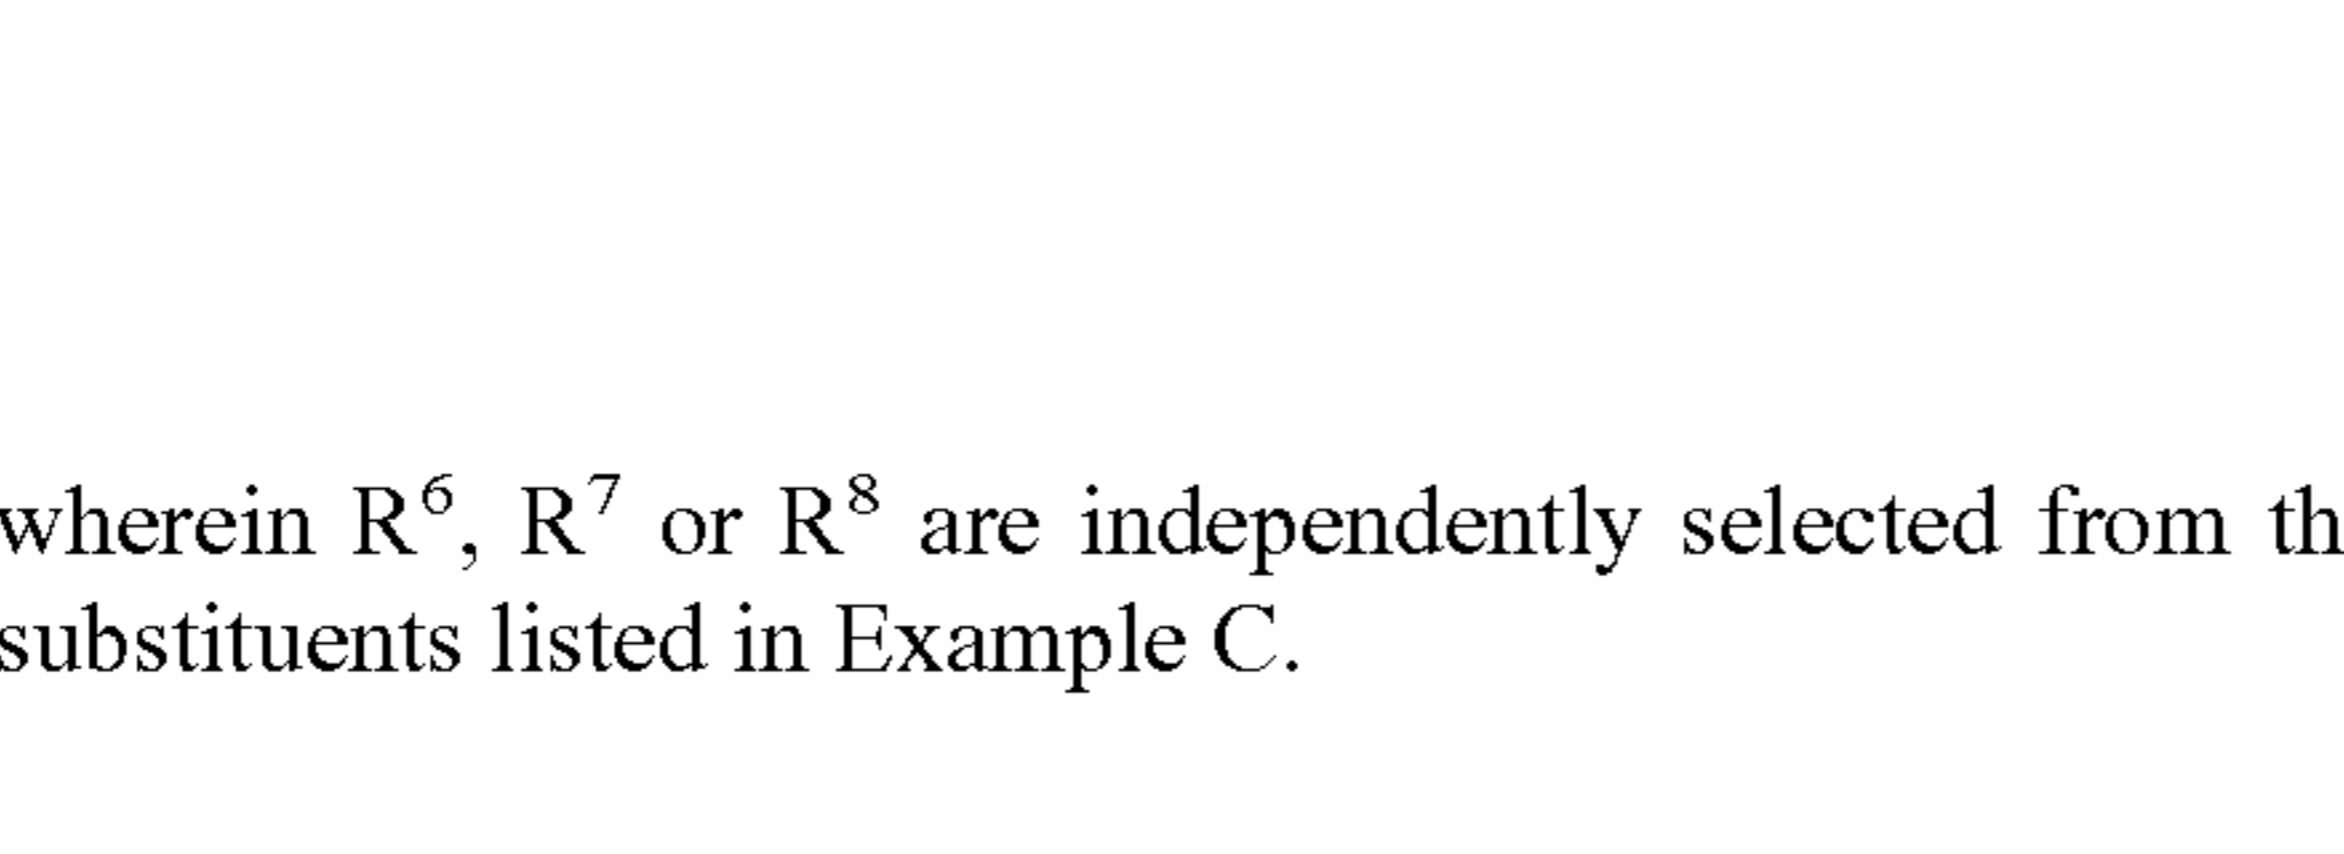 wherein R⁶, R⁷ or R⁸ are independently selected from th
substituents listed in Example C.